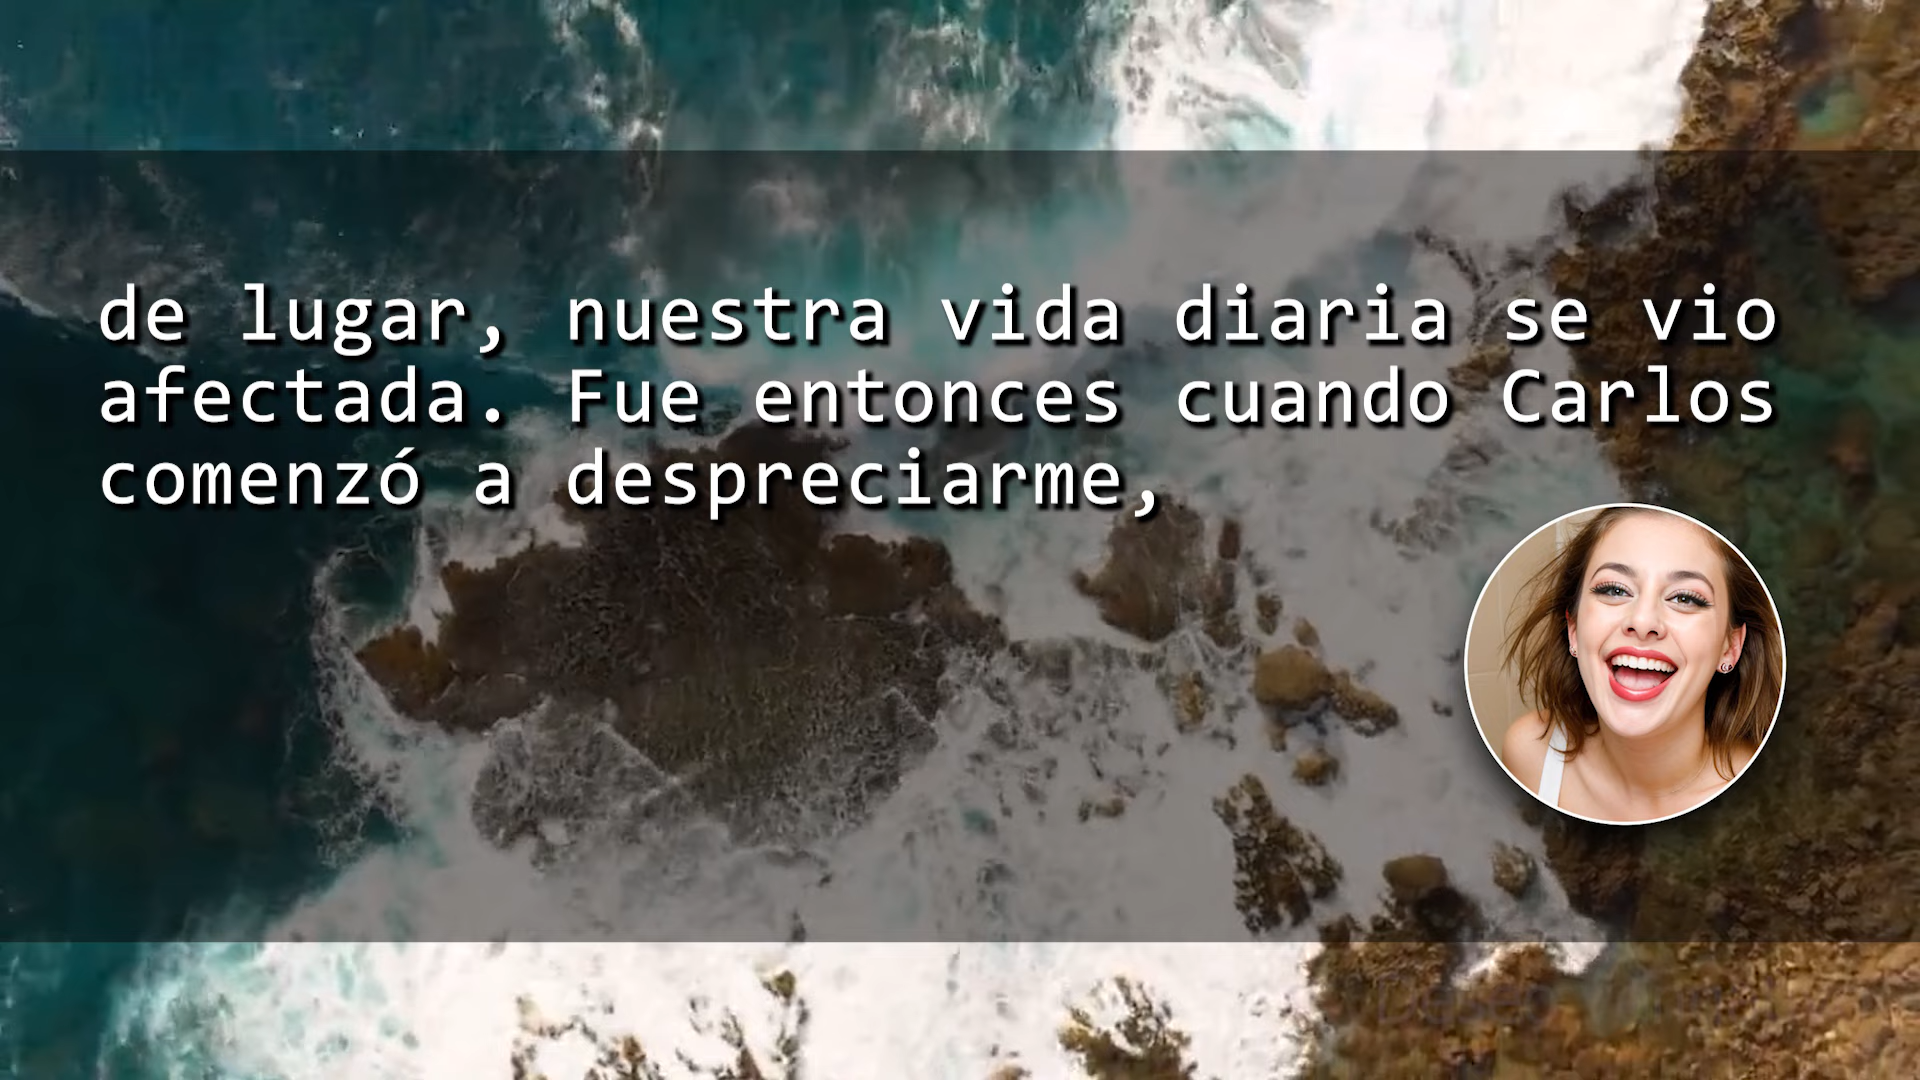 de lugar, nuestra vida diaria se vio
afectada. Fue entonces cuando Carlos
comenzó a despreciarme,